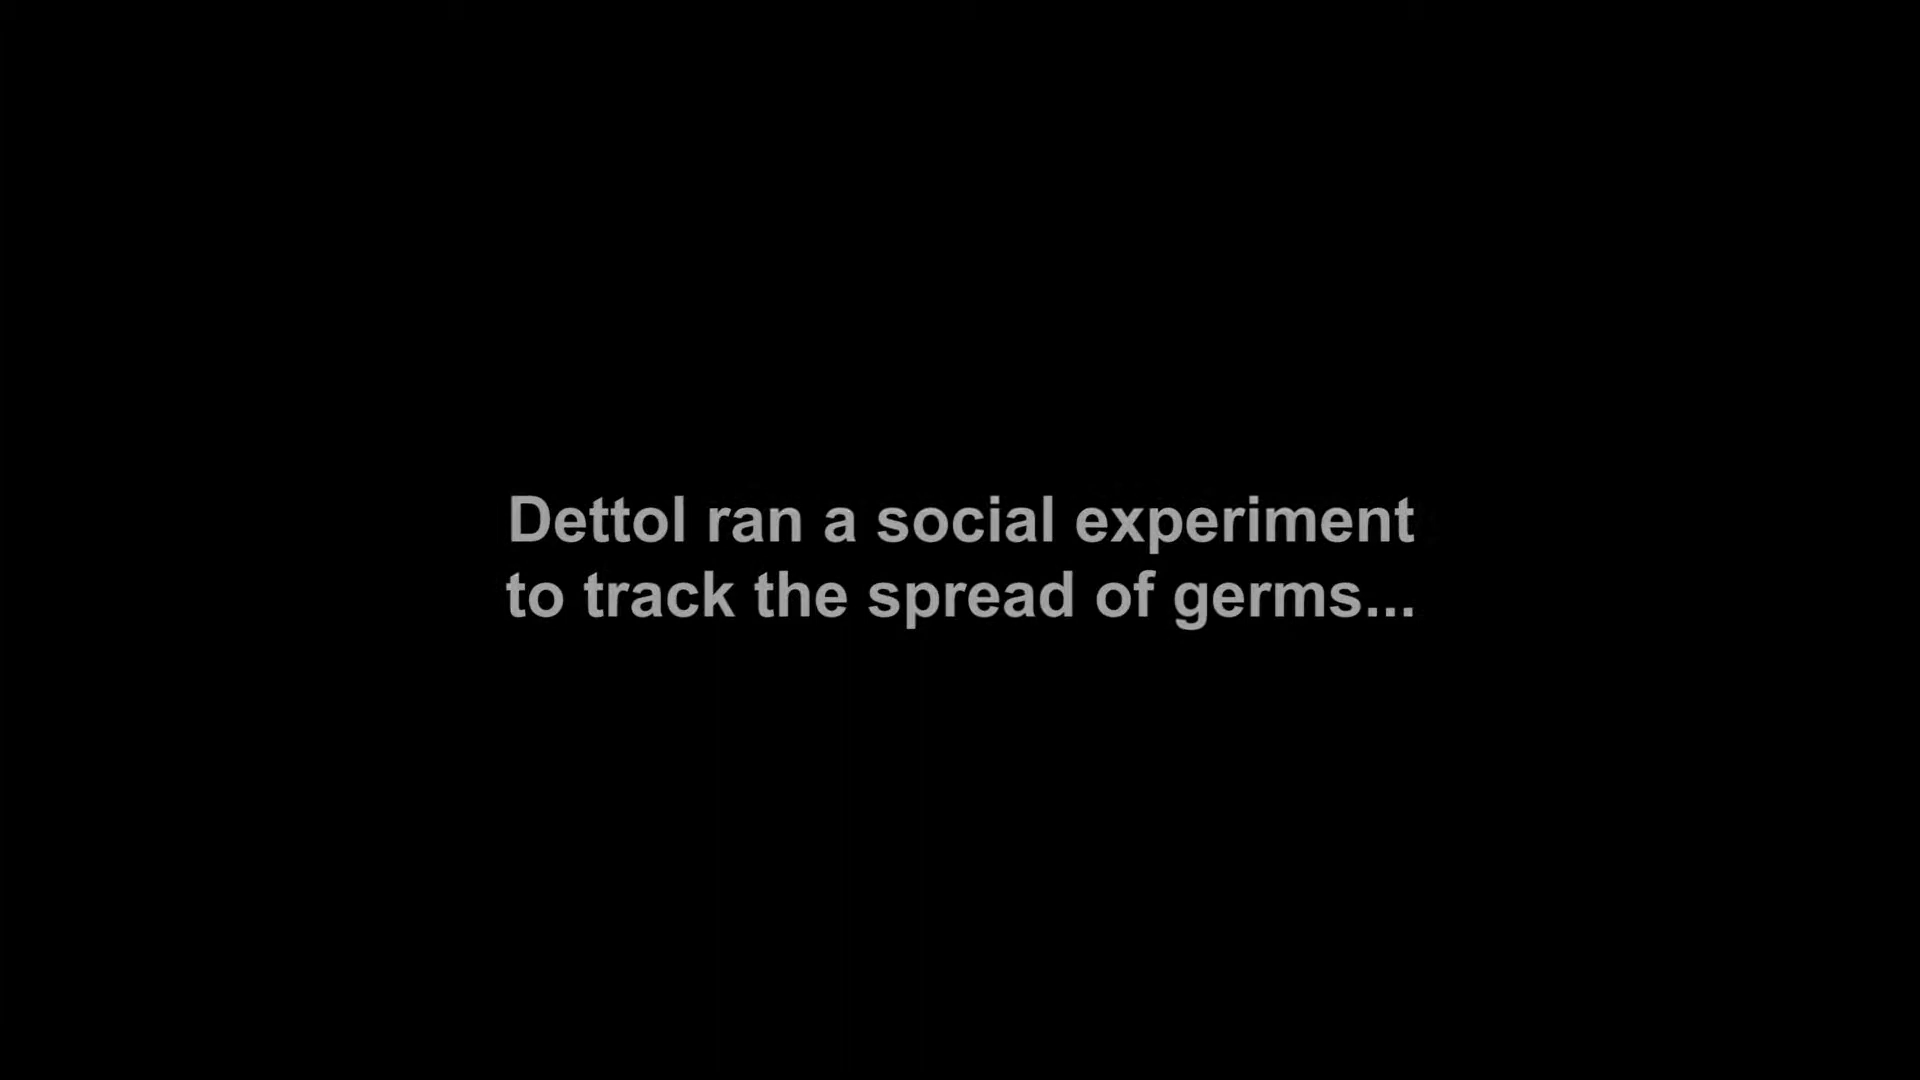 Dettol ran a social experiment
to track the spread of germs...